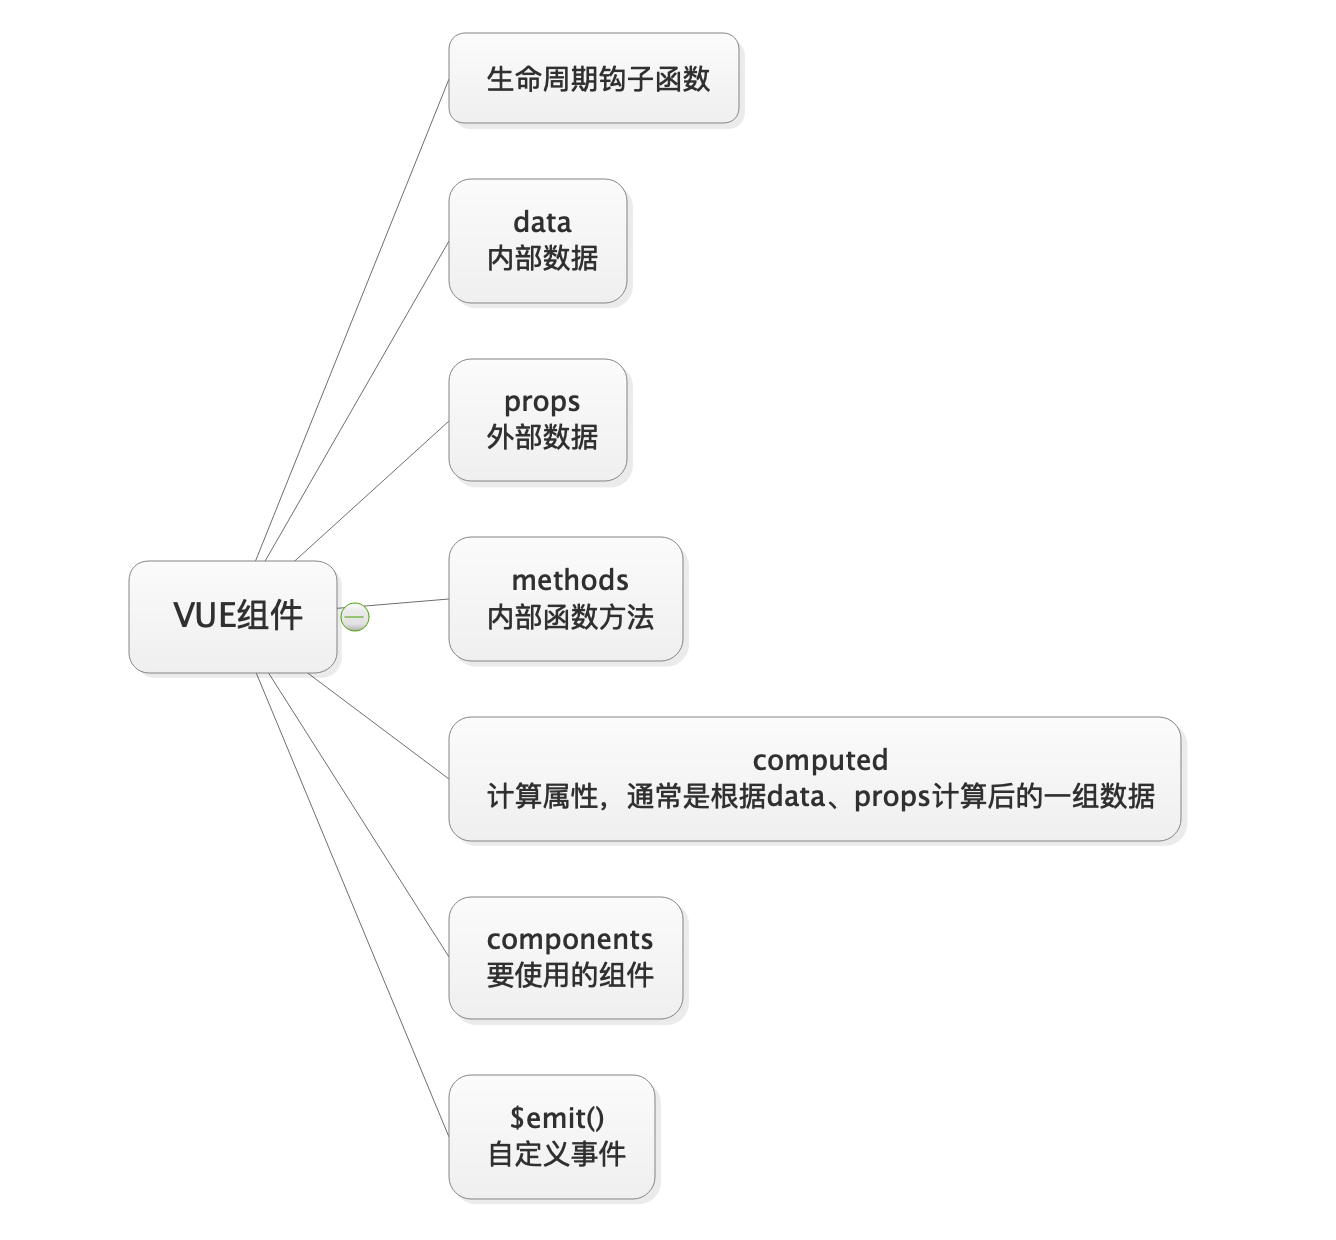 生命周期钩子函数
data
内部数据
props
外部数据
VUE组件
methods
内部函数方法
computed
计算属性，通常是根据data、props计算后的一组数据
components
要使用的组件
$emit()
自定义事件